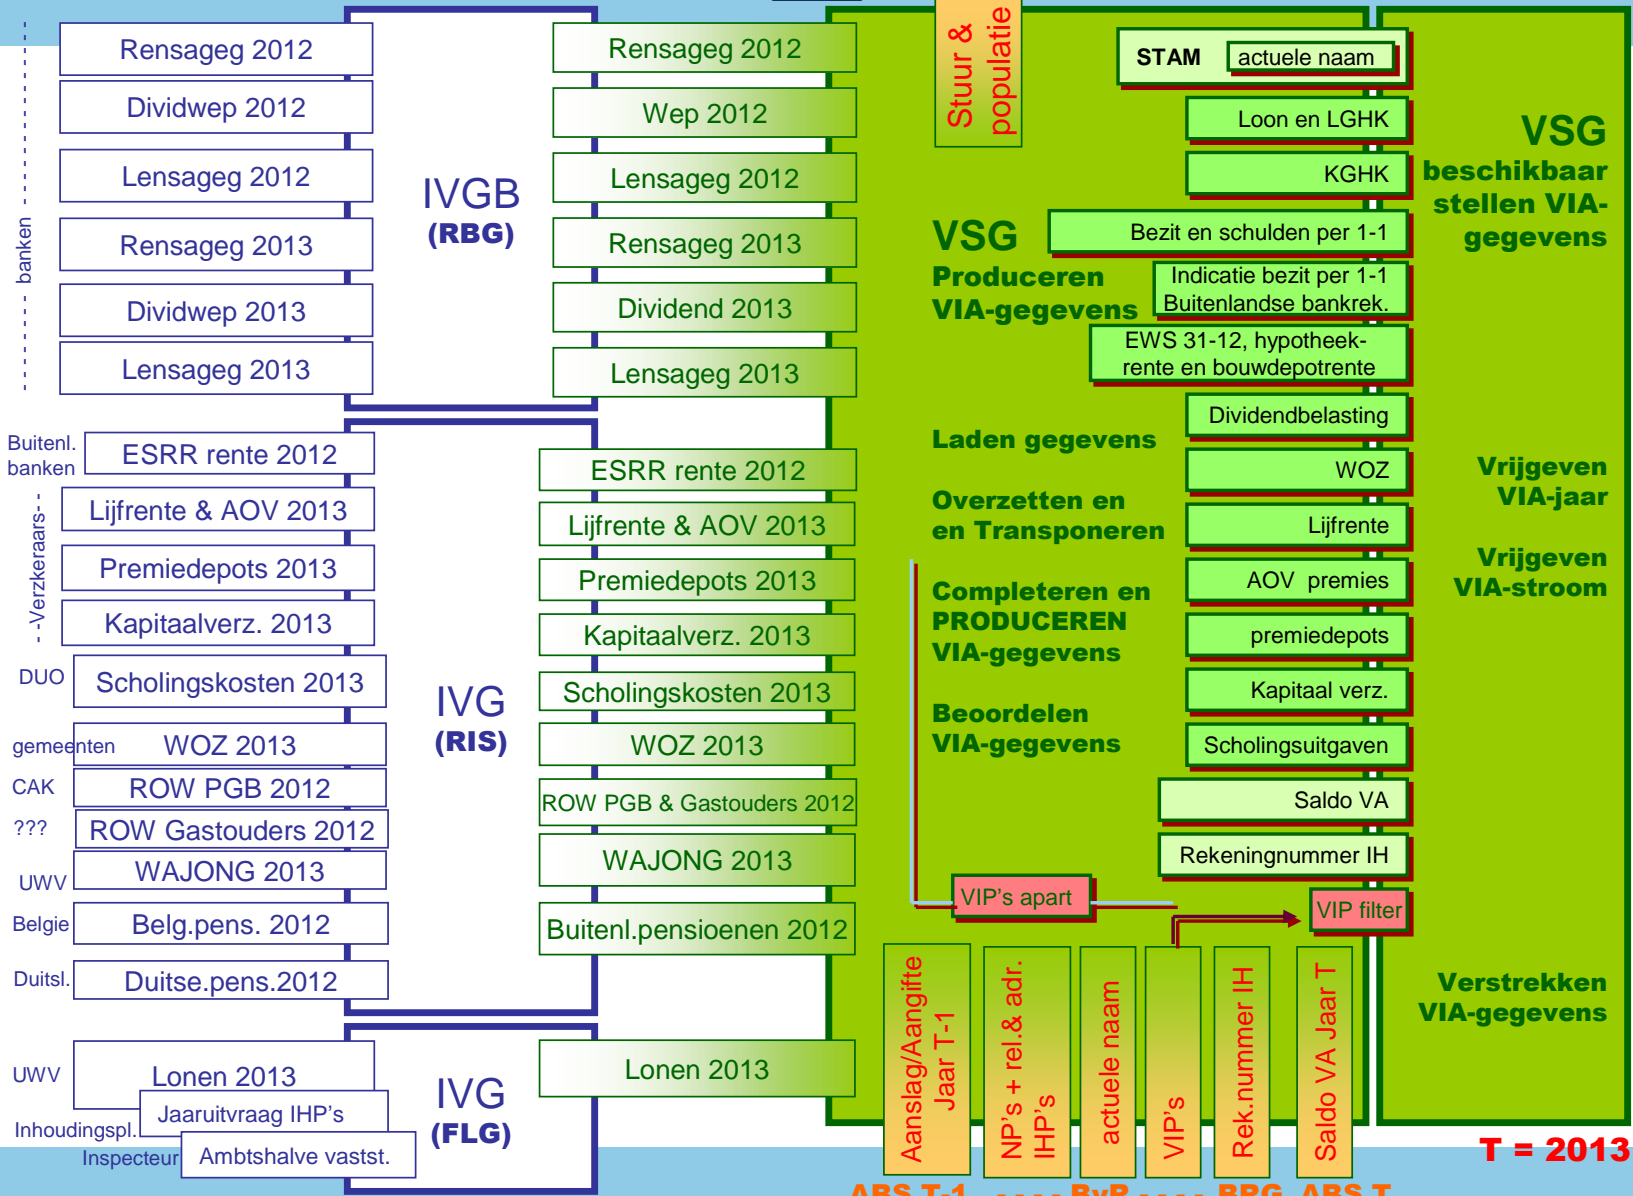 banken
Rensageg 2012
Dividwep 2012
Lensageg 2012
Rensageg 2013
Dividwep 2013
Lensageg 2013
Buitenl.
banken
ESRR rente 2012
Verzkeraars
Lijfrente & AOV 2013
Premiedepots 2013
Kapitaalverz. 2013
DUO
Scholingskosten 2013
gemeenten
WOZ 2013
CAK
ROW PGB 2012
???
ROW Gastouders 2012
UWV
WAJONG 2013
Belgie
Belg.pens. 2012
Duitsl.
Duitse.pens.2012
UWV
Lonen 2013
Inhoudingspl.
Jaaruitvraag IHP's
Inspecteur
Ambtshalve vastst.
IVGB
(RBG)
IVG
(RIS)
IVG
(FLG)
Rensageg 2012
Wep 2012
Lensageg 2012
Rensageg 2013
Dividend 2013
Lensageg 2013
ESRR rente 2012
Lijfrente & AOV 2013
Premiedepots 2013
Kapitaalverz. 2013
Scholingskosten 2013
WOZ 2013
ROW PGB & Gastouders 2012
WAJONG 2013
Buitenl.pensioenen 2012
Lonen 2013
Stuur &
populatie
VSG
Produceren
VIA-gegevens
Laden gegevens
Overzetten en
en Transponeren
Completeren en
PRODUCEREN
VIA-gegevens
Beoordelen
VIA-gegevens
STAM actuele naam
Loon en LGHK
KGHK
Bezit en schulden per 1-1
Indicatie bezit per 1-1
Buitenlandse bankrek.
EWS 31-12, hypotheek-
rente en bouwdepotrente
Dividendbelasting
WOZ
Lijfrente
AOV premies
premiedepots
Kapitaal verz.
Scholingsuitgaven
Saldo VA
Rekeningnummer IH
VIP's apart
VIP filter
VSG
beschikbaar
stellen VIA-
gegevens
Vrijgeven
VIA-jaar
Vrijgeven
VIA-stroom
Verstrekken
VIA-gegevens
Aanslag/Aangifte
Jaar T-1
NP's + rel.& adr.
IHP's
actuele naam
VIP's
Rek.nummer IH
Saldo VA Jaar T
T = 2013
ABS T-1 - - - - BvR - - - - BRG ABS T